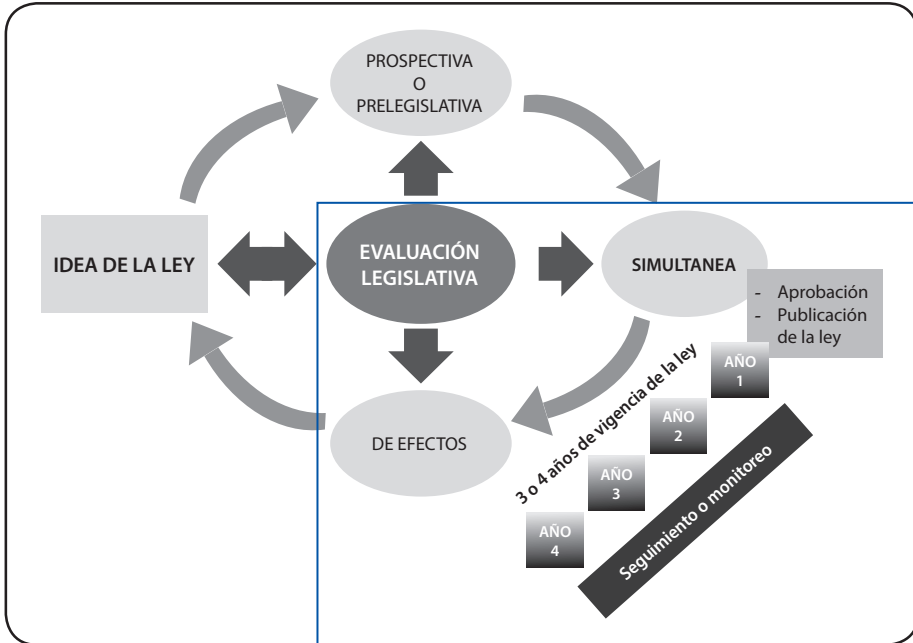 PROSPECTIVA
O
PRELEGISLATIVA
IDEA DE LA LEY
EVALUACIÓN
LEGISLATIVA
SIMULTANEA
- Aprobación
- Publicación
de la ley
DE EFECTOS
3 o 4 años de vigencia de la ley
AÑO
1
AÑO
2
AÑO
3
AÑO
4
Seguimiento o monitoreo